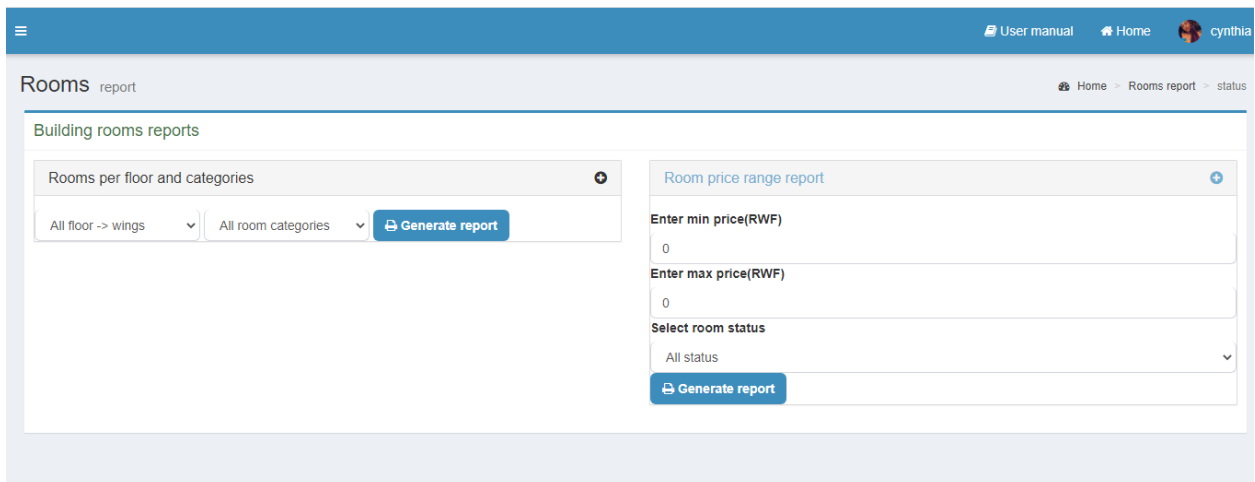 User manual Home cynthia
Rooms report
Home > Rooms report > status
Building rooms reports
Rooms per floor and categories
All floor -> wings All room categories Generate report
Room price range report
Enter min price(RWF)
0
Enter max price(RWF)
0
Select room status
All status
Generate report